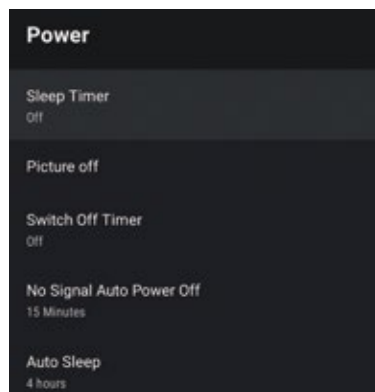 Power
Sleep Timer
Off
Picture off
Switch Off Timer
Off
No Signal Auto Power Off
15 Minutes
Auto Sleep
4 hours